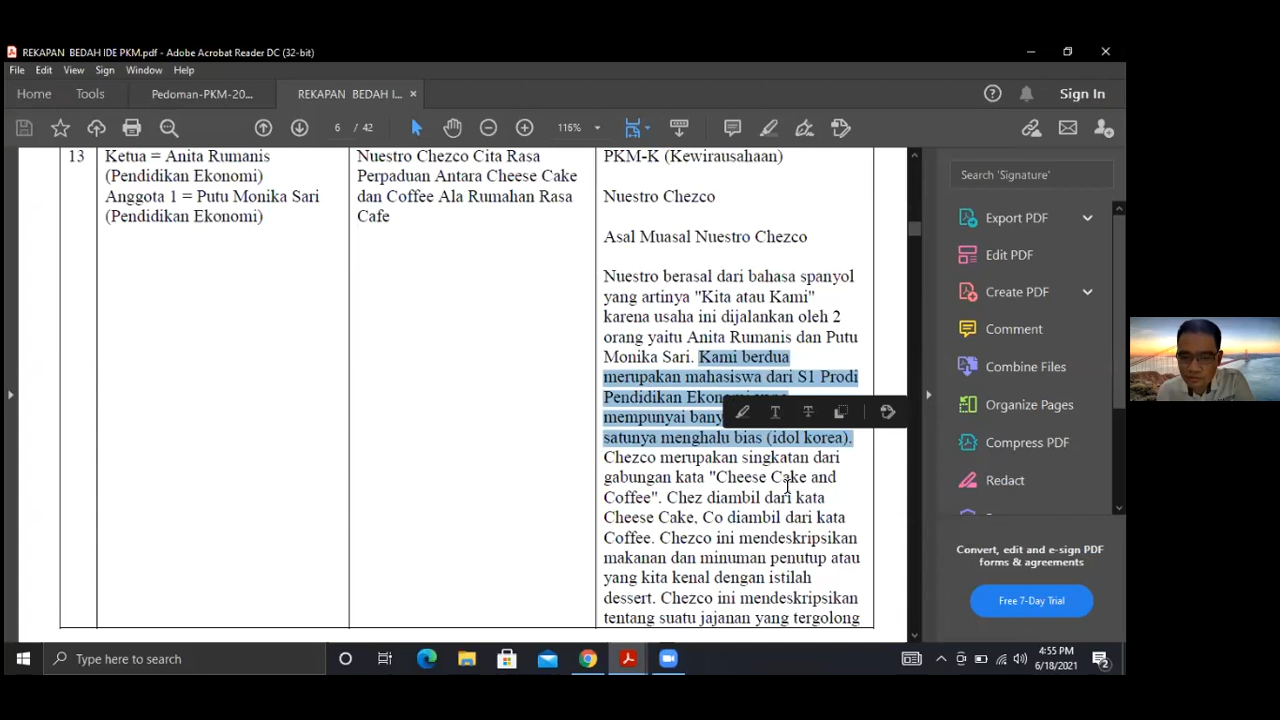 REKAPAN BEDAH IDE PKM.pdf - Adobe Acrobat Reader DC (32-bit)
File Edit View Sign Window Help
Home Tools Pedoman-PKM-20... REKAPAN BEDAH I... × Sign In
6 / 42 116%
13 Ketua = Anita Rumanis
(Pendidikan Ekonomi)
Anggota 1 = Putu Monika Sari
(Pendidikan Ekonomi)
Nuestro Chezco Cita Rasa
Perpaduan Antara Cheese Cake
dan Coffee Ala Rumahan Rasa
Cafe
PKM-K (Kewirausahaan)
Nuestro Chezco
Asal Muasal Nuestro Chezco
Nuestro berasal dari bahasa spanyol
yang artinya "Kita atau Kami"
karena usaha ini dijalankan oleh 2
orang yaitu Anita Rumanis dan Putu
Monika Sari. Kami berdua
merupakan mahasiswa dari S1 Prodi
Pendidikan
mempunyai
satunya menghalu bias (idol korea).
Chezco merupakan singkatan dari
gabungan kata "Cheese Cake and
Coffee". Chez diambil dari kata
Cheese Cake, Co diambil dari kata
Coffee. Chezco ini mendeskripsikan
makanan dan minuman penutup atau
yang kita kenal dengan istilah
dessert. Chezco ini mendeskripsikan
tentang suatu jajanan yang tergolong
Search 'Signature'
Export PDF
Edit PDF
Create PDF
Comment
Combine Files
Organize Pages
Compress PDF
Redact
Convert, edit and e-sign PDF
forms & agreements
Free 7-Day Trial
Type here to search
4:55 PM
6/18/2021
2